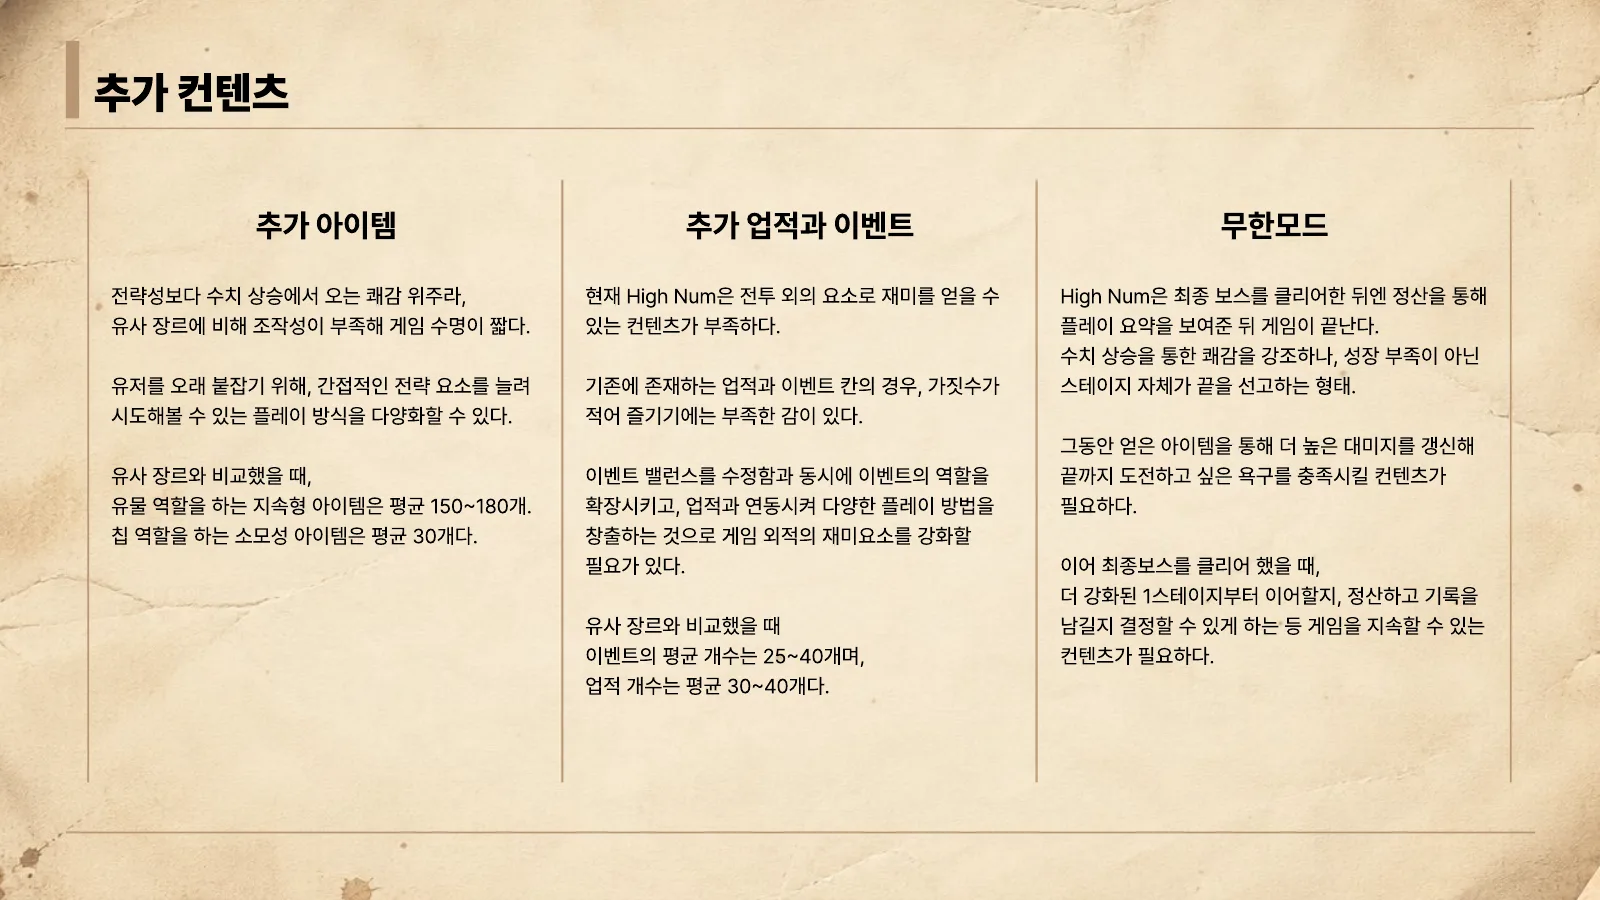 추가 컨텐츠
추가 아이템
전략성보다 수치 상승에서 오는 쾌감 위주라,
유사 장르에 비해 조작성이 부족해 게임 수명이 짧다.
유저를 오래 붙잡기 위해, 간접적인 전략 요소를 늘려
시도해볼 수 있는 플레이 방식을 다양화할 수 있다.
유사 장르와 비교했을 때,
유물 역할을 하는 지속형 아이템은 평균 150~180개.
칩 역할을 하는 소모성 아이템은 평균 30개다.
추가 업적과 이벤트
현재 High Num은 전투 외의 요소로 재미를 얻을 수
있는 컨텐츠가 부족하다.
기존에 존재하는 업적과 이벤트 칸의 경우, 가짓수가
적어 즐기기에는 부족한 감이 있다.
이벤트 밸런스를 수정함과 동시에 이벤트의 역할을
확장시키고, 업적과 연동시켜 다양한 플레이 방법을
창출하는 것으로 게임 외적의 재미요소를 강화할
필요가 있다.
유사 장르와 비교했을 때
이벤트의 평균 개수는 25~40개며,
업적 개수는 평균 30~40개다.
무한모드
High Num은 최종 보스를 클리어한 뒤엔 정산을 통해
플레이 요약을 보여준 뒤 게임이 끝난다.
수치 상승을 통한 쾌감을 강조하나, 성장 부족이 아닌
스테이지 자체가 끝을 선고하는 형태.
그동안 얻은 아이템을 통해 더 높은 대미지를 갱신해
끝까지 도전하고 싶은 욕구를 충족시킬 컨텐츠가
필요하다.
이어 최종보스를 클리어 했을 때,
더 강화된 1스테이지부터 이어할지, 정산하고 기록을
남길지 결정할 수 있게 하는 등 게임을 지속할 수 있는
컨텐츠가 필요하다.